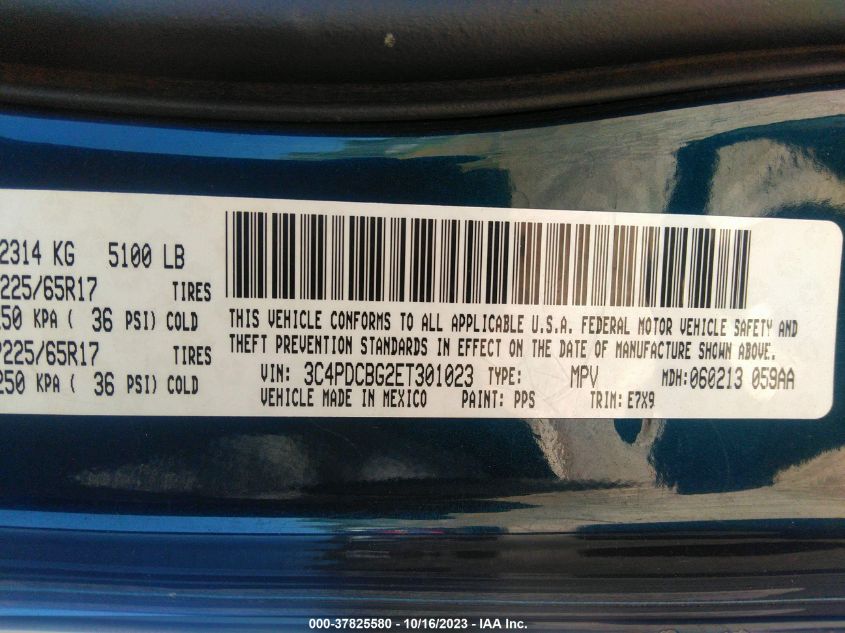 2314 KG 5100 LB
225/65R17 TIRES
250 KPA ( 36 PSI) COLD
P225/65R17 TIRES
250 KPA ( 36 PSI) COLD
THIS VEHICLE CONFORMS TO ALL APPLICABLE U.S.A. FEDERAL MOTOR VEHICLE SAFETY AND
THEFT PREVENTION STANDARDS IN EFFECT ON THE DATE OF MANUFACTURE SHOWN ABOVE.
VIN: 3C4PDCBG2ET301023 TYPE: MPV MDH:060213 059AA
VEHICLE MADE IN MEXICO PAINT: PPS TRIM: E7X9
000-37825580 - 10/16/2023 - IAA Inc.